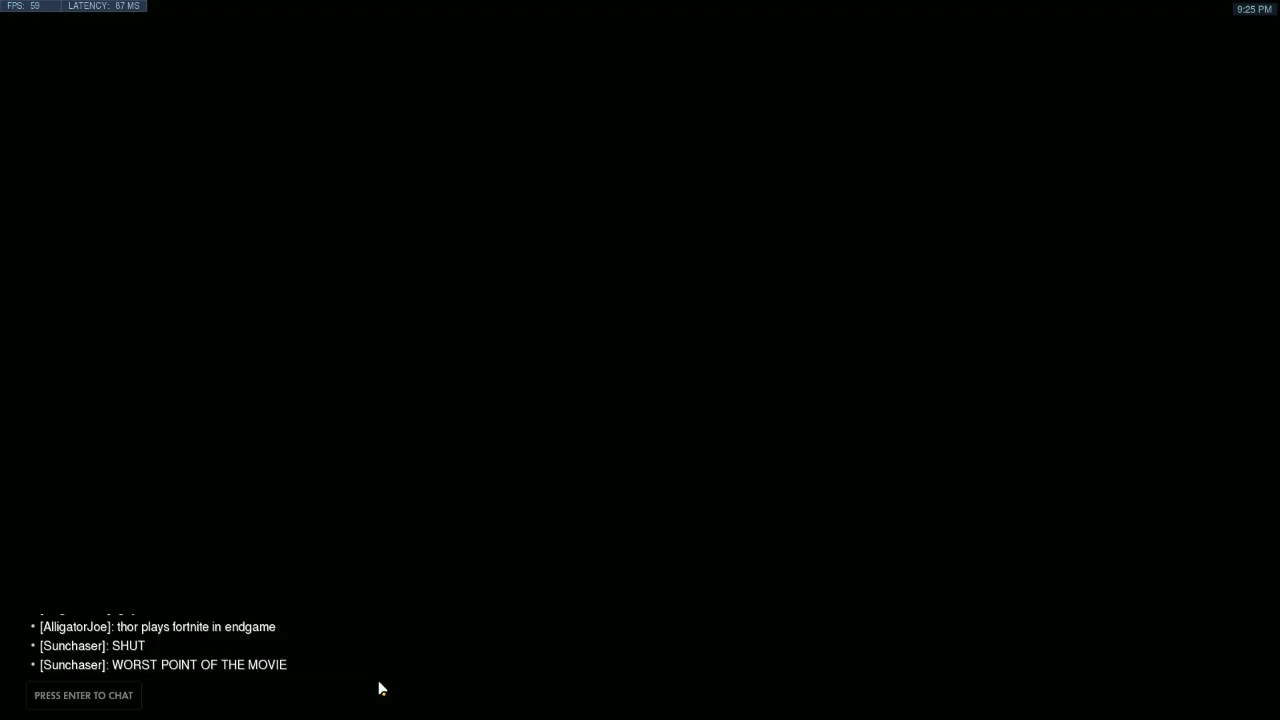 FPS: 59 LATENCY: 67 MS
9:25 PM
• [AlligatorJoe]: thor plays fortnite in endgame
• [Sunchaser]: SHUT
• [Sunchaser]: WORST POINT OF THE MOVIE
PRESS ENTER TO CHAT